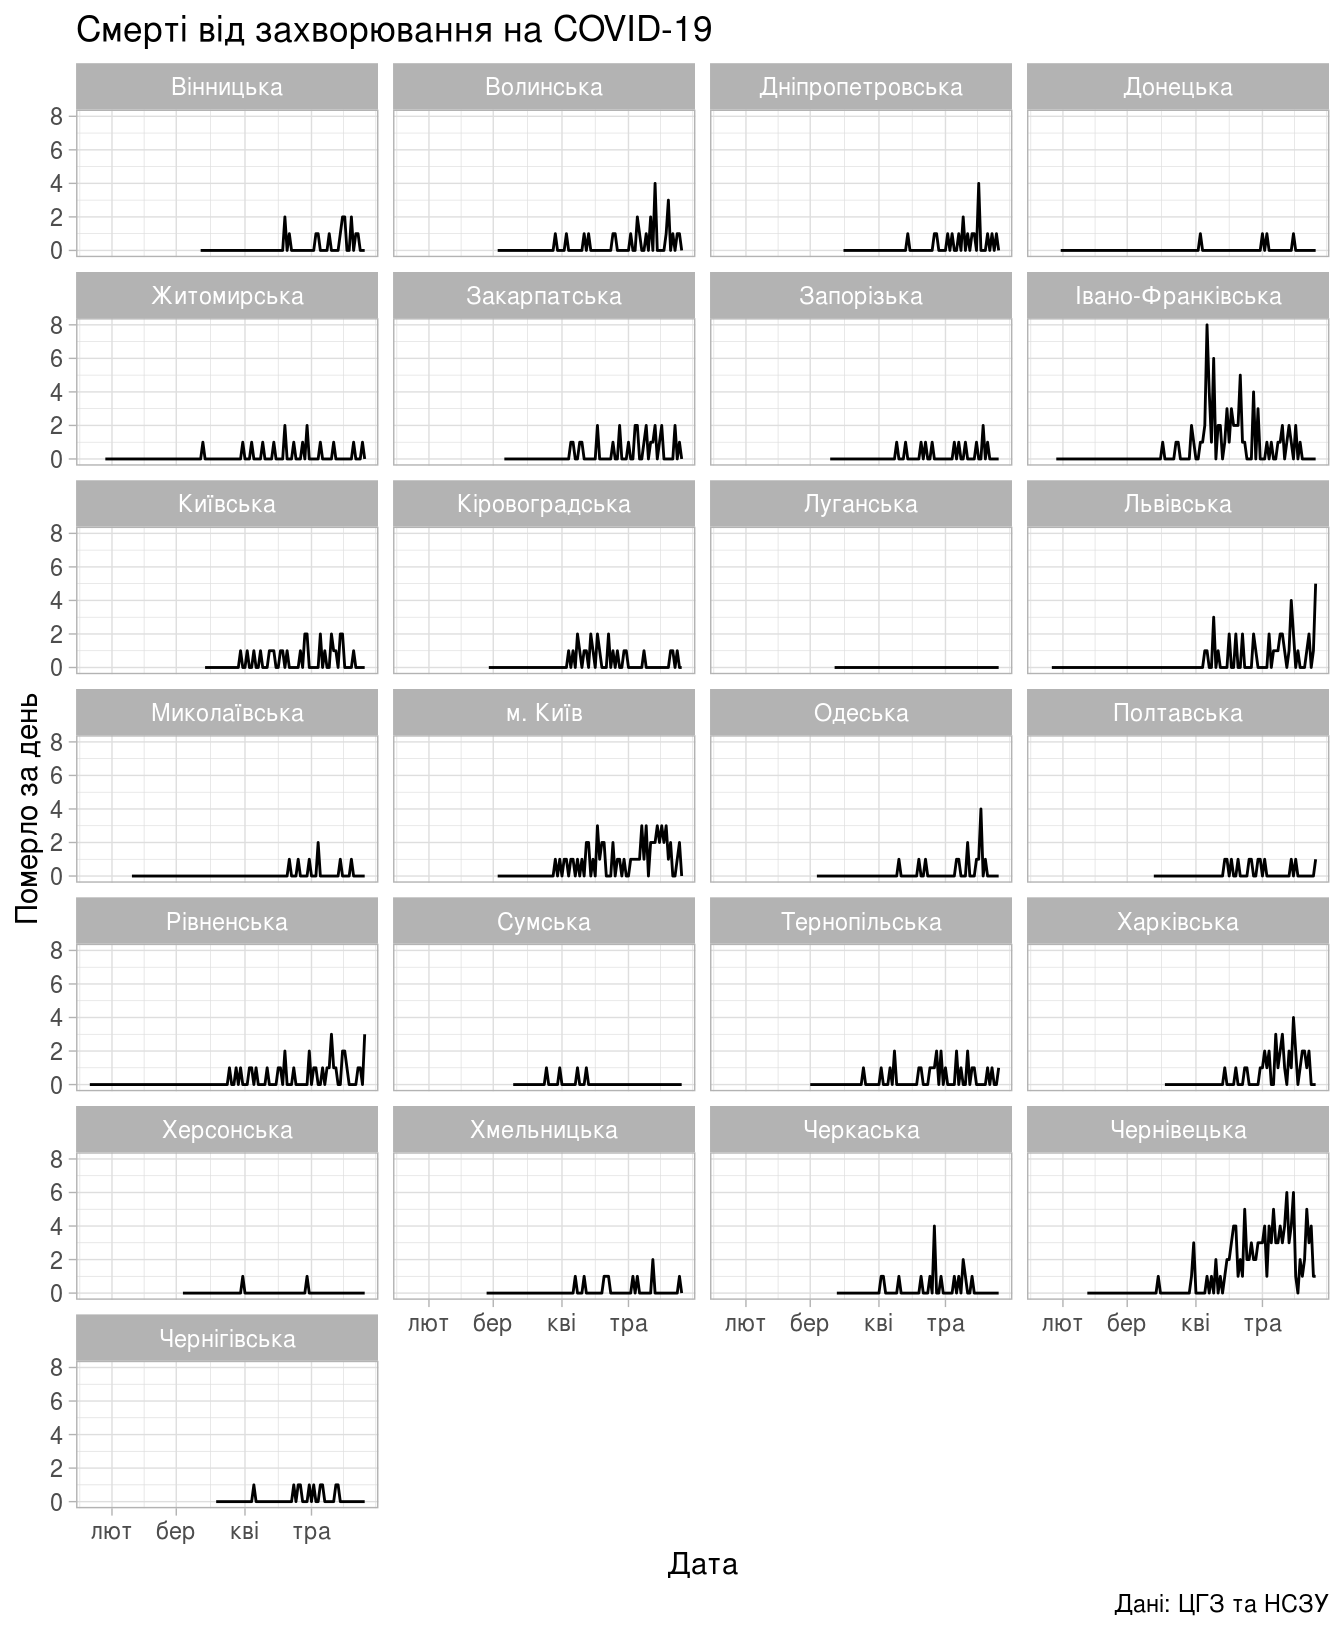 Смерті від захворювання на COVID-19
Вінницька Волинська Дніпропетровська Донецька
8
6
4
2
0
Житомирська Закарпатська Запорізька Івано-Франківська
8
6
4
2
0
Київська Кіровоградська Луганська Львівська
8
6
4
2
0
Померло за день
Миколаївська м. Київ Одеська Полтавська
8
6
4
2
0
Рівненська Сумська Тернопільська Харківська
8
6
4
2
0
Херсонська Хмельницька Черкаська Чернівецька
8
6
4
2
0
лют бер кві тра лют бер кві тра лют бер кві тра
Чернігівська
8
6
4
2
0
лют бер кві тра
Дата
Дані: ЦГЗ та НСЗУ